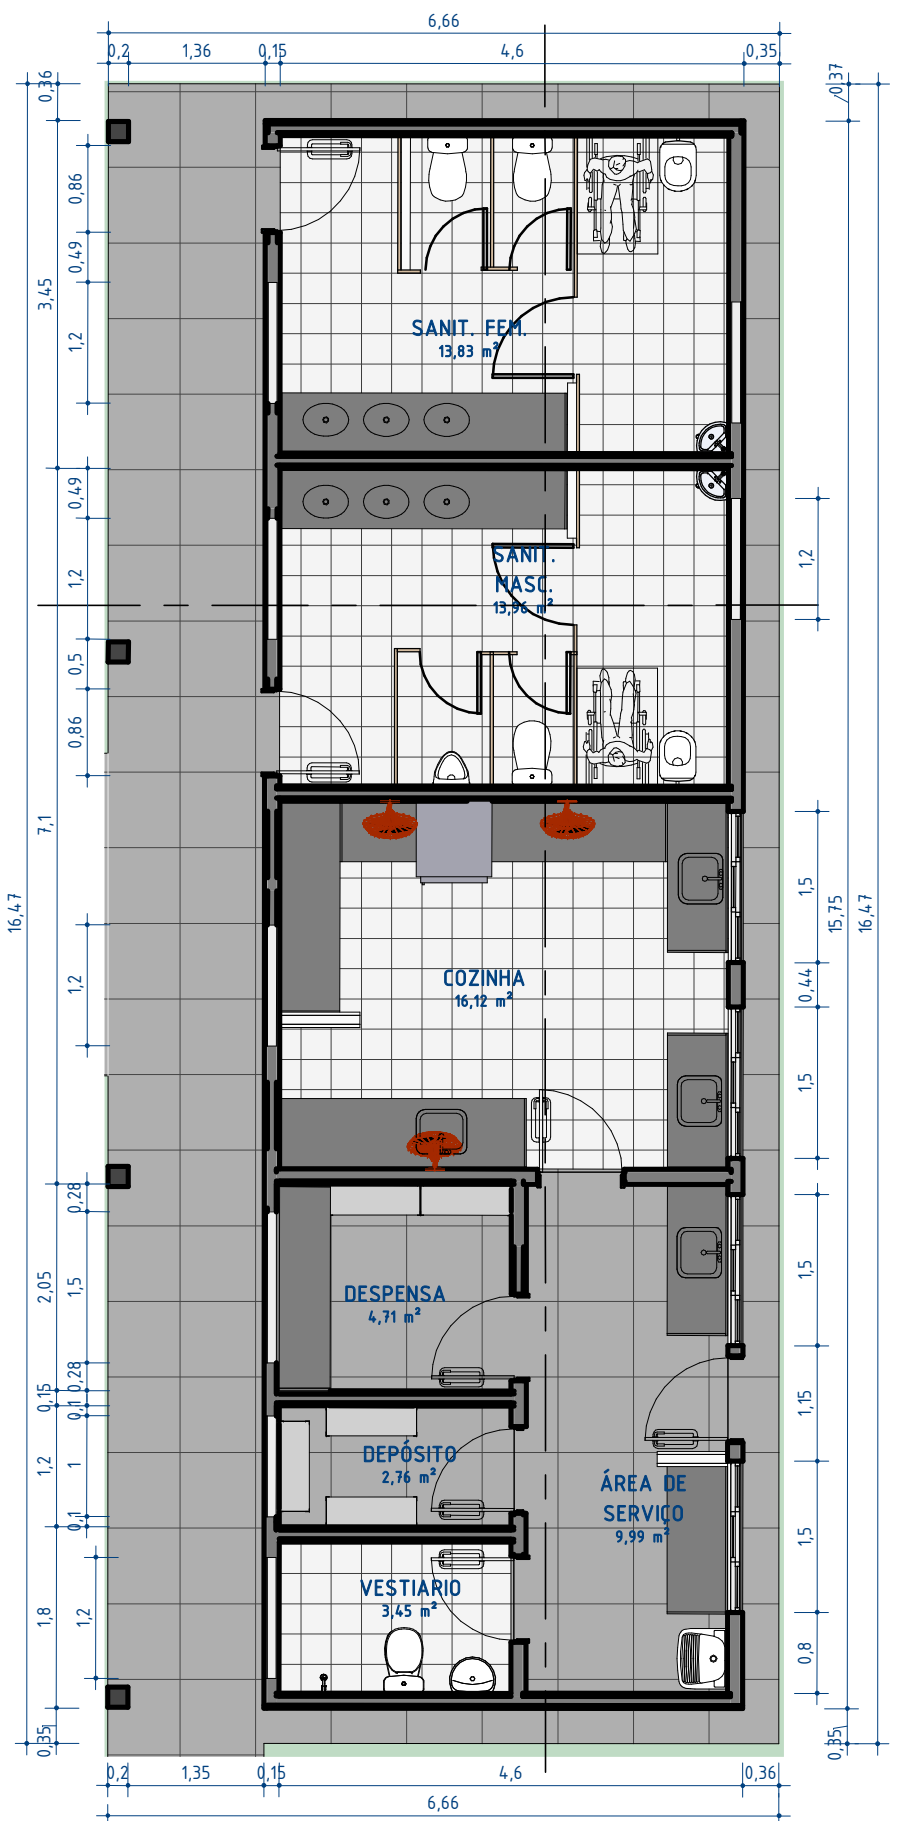 6,66
0,2 1,36 0,15 4,6 0,35
0,36
0,37
0,86
0,49
3,45
1,2
SANIT. FEM.
13,83 m²
0,49
1,2
1,2
SANIT.
MASC.
13,96 m²
0,5
0,86
7,1
1,5
16,47
15,75
16,47
1,2
COZINHA
16,12 m²
0,44
1,5
0,28
2,05
1,5
1,5
DESPENSA
4,71 m²
0,28
0,15
0,1
1,15
1,2
1
DEPÓSITO
2,76 m²
ÁREA DE
SERVIÇO
9,99 m²
0,1
1,5
VESTIARIO
3,45 m²
1,8
1,2
0,8
0,35
0,35
0,2 1,35 0,15 4,6 0,36
6,66